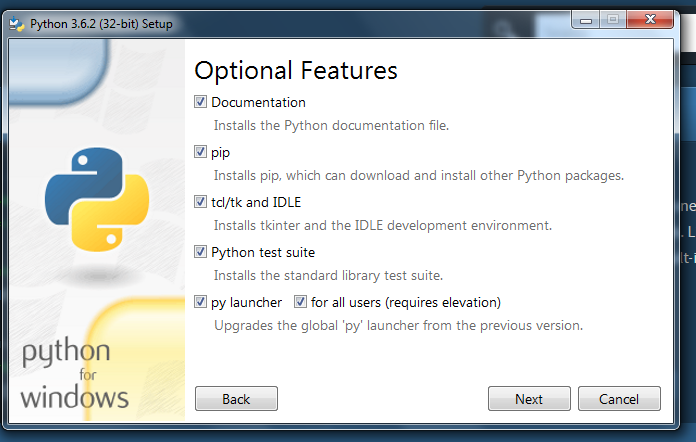 Python 3.6.2 (32-bit) Setup
Optional Features
Documentation
Installs the Python documentation file.
pip
Installs pip, which can download and install other Python packages.
tcl/tk and IDLE
Installs tkinter and the IDLE development environment.
Python test suite
Installs the standard library test suite.
py launcher for all users (requires elevation)
Upgrades the global 'py' launcher from the previous version.
python
for
windows
Back Next Cancel